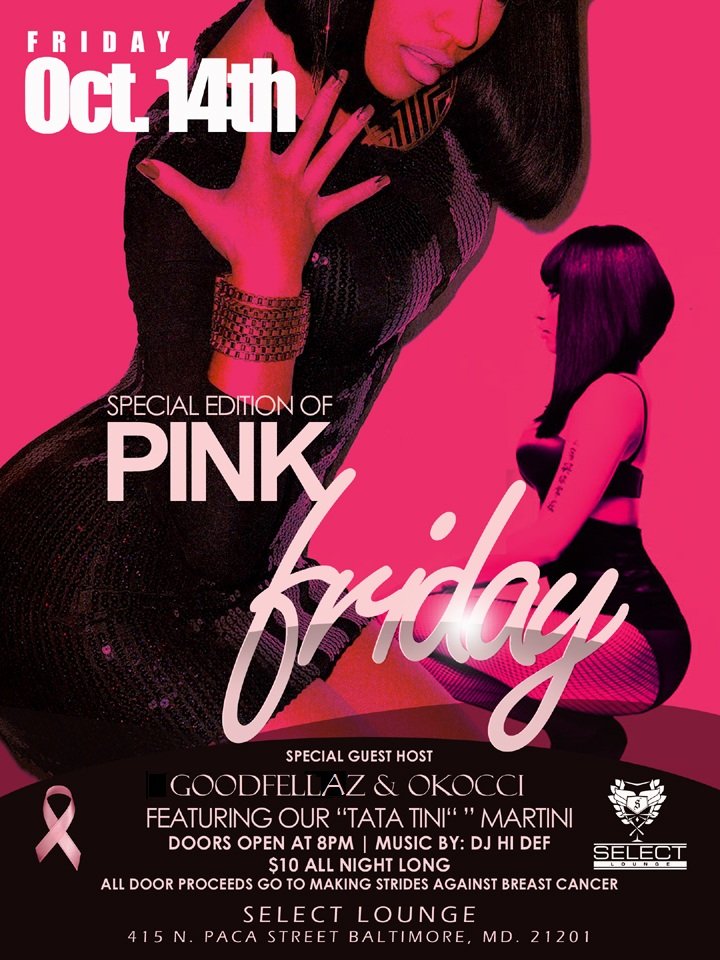 FRIDAY
Oct. 14th
SPECIAL EDITION OF
PINK
friday
SPECIAL GUEST HOST
GOODFELLAZ & OKOCCI
FEATURING OUR “TATA TINI“ ” MARTINI
DOORS OPEN AT 8PM | MUSIC BY: DJ HI DEF
$10 ALL NIGHT LONG
ALL DOOR PROCEEDS GO TO MAKING STRIDES AGAINST BREAST CANCER
S
SELECT
LOUNGE
SELECT LOUNGE
415 N. PACA STREET BALTIMORE, MD. 21201